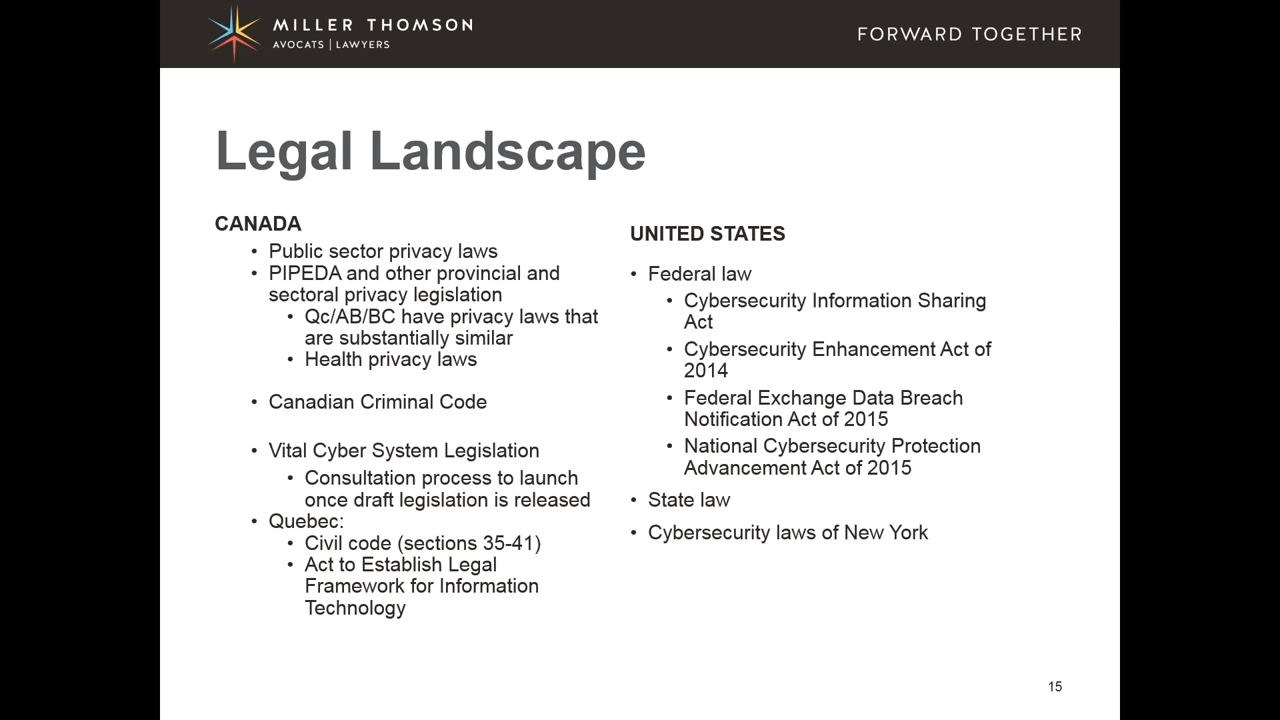 MILLER THOMSON
AVOCATS | LAWYERS
FORWARD TOGETHER
Legal Landscape
CANADA
• Public sector privacy laws
• PIPEDA and other provincial and
sectoral privacy legislation
• Qc/AB/BC have privacy laws that
are substantially similar
• Health privacy laws
• Canadian Criminal Code
• Vital Cyber System Legislation
• Consultation process to launch
once draft legislation is released
• Quebec:
• Civil code (sections 35-41)
• Act to Establish Legal
Framework for Information
Technology
UNITED STATES
• Federal law
• Cybersecurity Information Sharing
Act
• Cybersecurity Enhancement Act of
2014
• Federal Exchange Data Breach
Notification Act of 2015
• National Cybersecurity Protection
Advancement Act of 2015
• State law
• Cybersecurity laws of New York
15